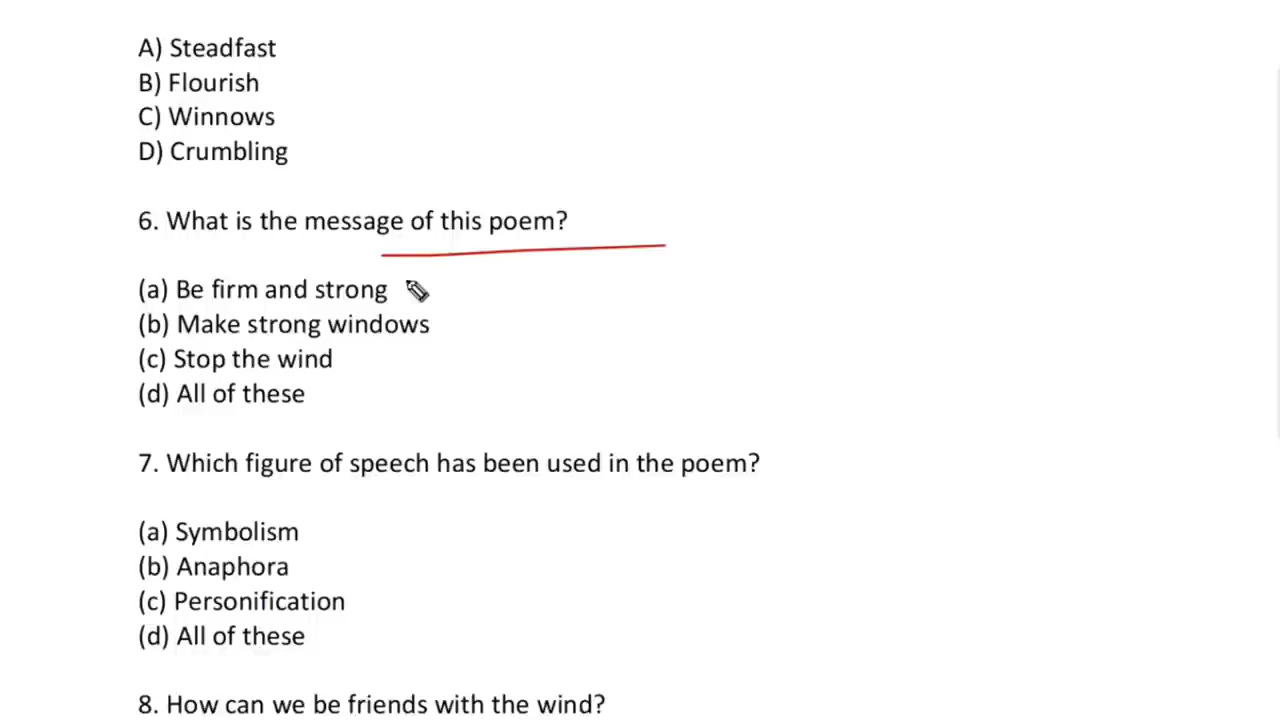 A) Steadfast
B) Flourish
C) Winnows
D) Crumbling
6. What is the message of this poem?
(a) Be firm and strong
(b) Make strong windows
(c) Stop the wind
(d) All of these
7. Which figure of speech has been used in the poem?
(a) Symbolism
(b) Anaphora
(c) Personification
(d) All of these
8. How can we be friends with the wind?